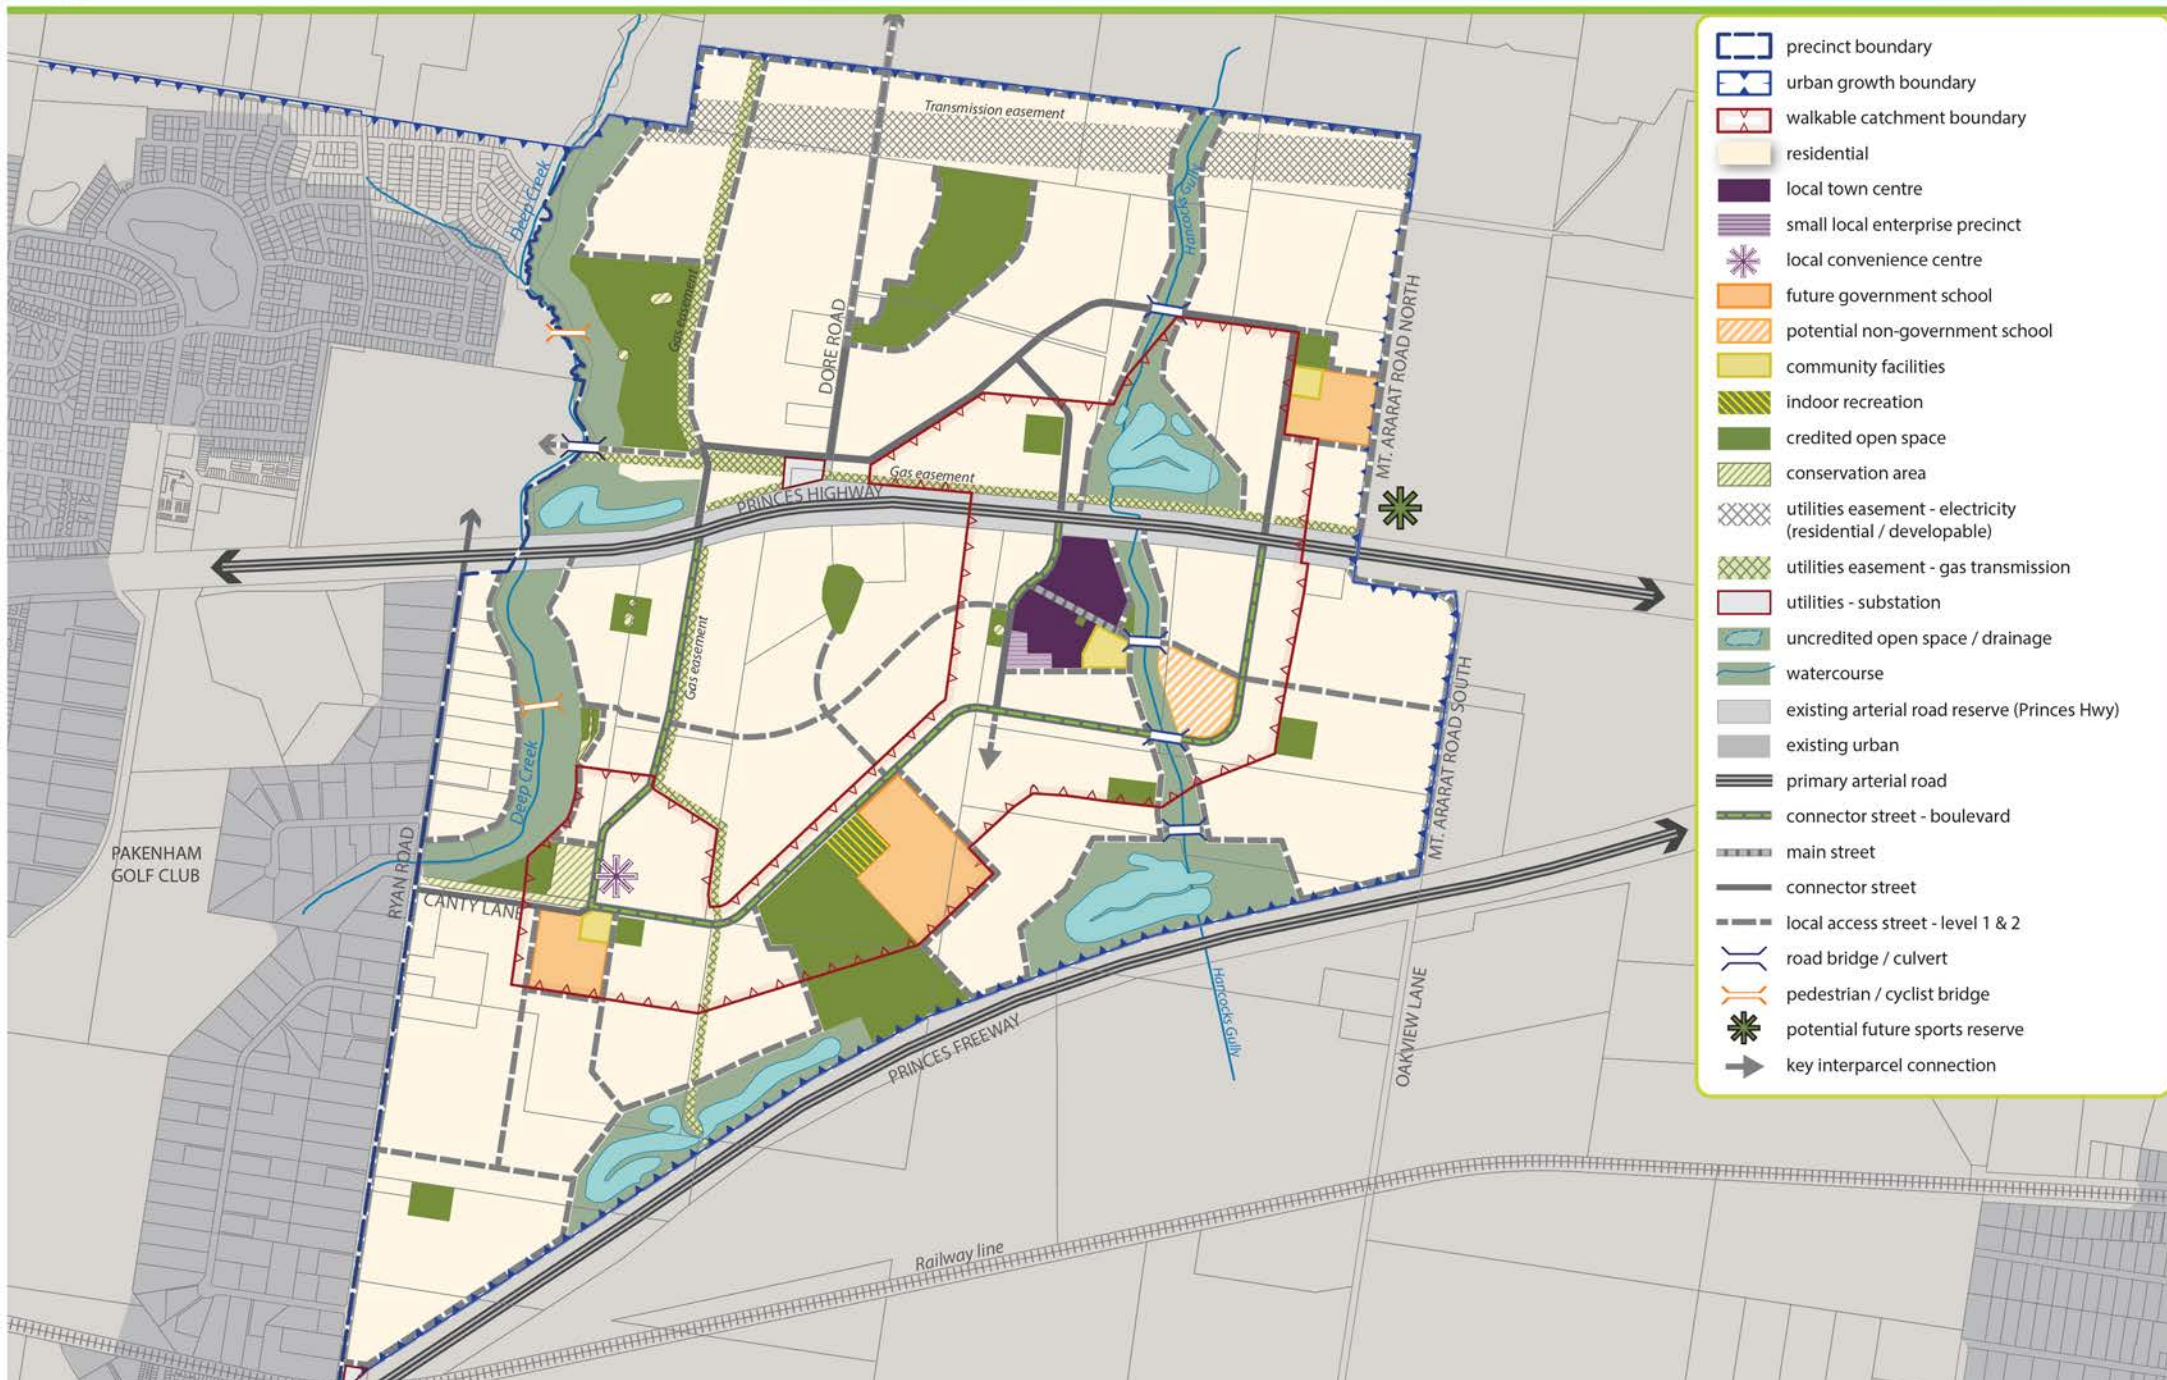 Transmission easement
Deep Creek
Hancocks Gully
Gas easement
DORE ROAD
MT. ARARAT ROAD NORTH
Gas easement
PRINCES HIGHWAY
Gas easement
MT. ARARAT ROAD SOUTH
Deep Creek
PAKENHAM
GOLF CLUB
RYAN ROAD
CANTY LANE
PRINCES FREEWAY
Hancocks Gully
OAKVIEW LANE
Railway line
precinct boundary
urban growth boundary
walkable catchment boundary
residential
local town centre
small local enterprise precinct
local convenience centre
future government school
potential non-government school
community facilities
indoor recreation
credited open space
conservation area
utilities easement - electricity
(residential / developable)
utilities easement - gas transmission
utilities - substation
uncredited open space / drainage
watercourse
existing arterial road reserve (Princes Hwy)
existing urban
primary arterial road
connector street - boulevard
main street
connector street
local access street - level 1 & 2
road bridge / culvert
pedestrian / cyclist bridge
potential future sports reserve
key interparcel connection